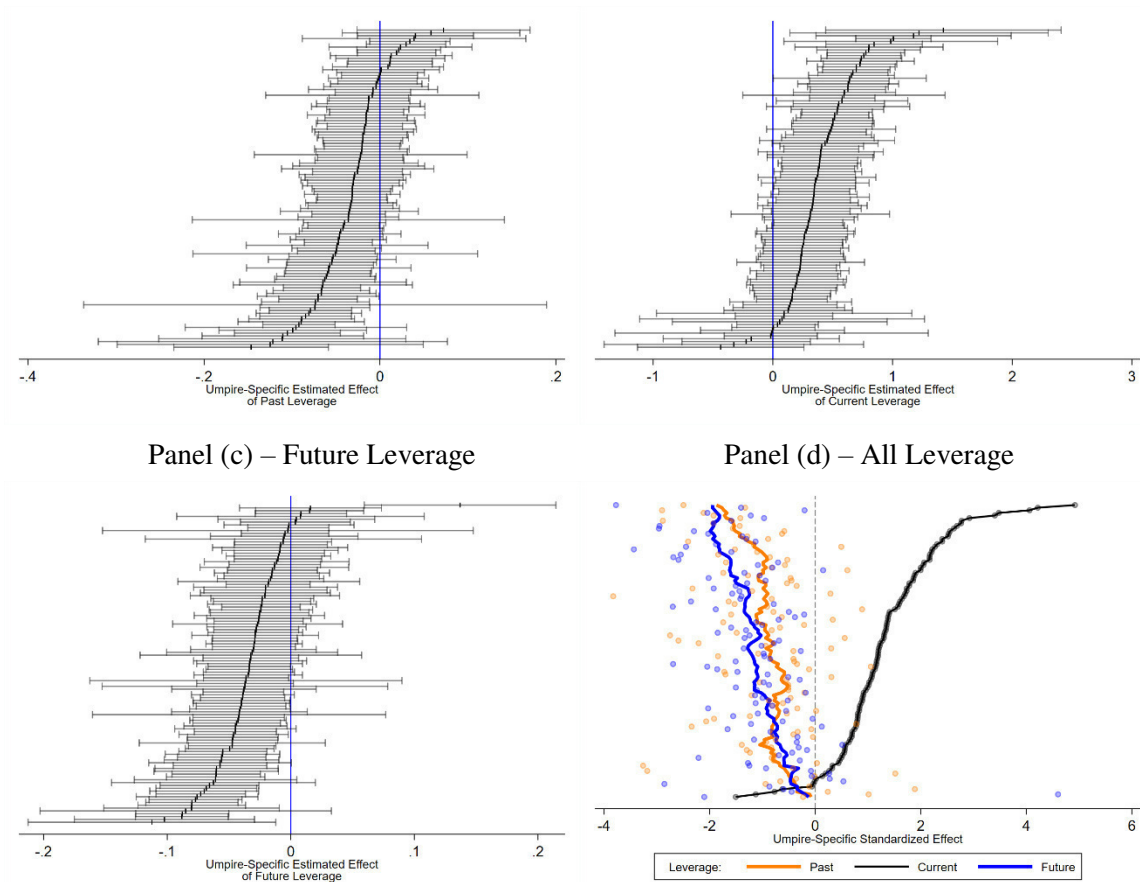 -.4 -.2 0 .2
Umpire-Specific Estimated Effect
of Past Leverage
-1 0 1 2 3
Umpire-Specific Estimated Effect
of Current Leverage
Panel (c) – Future Leverage
Panel (d) – All Leverage
-.2 -.1 0 .1 .2
Umpire-Specific Estimated Effect
of Future Leverage
-4 -2 0 2 4 6
Umpire-Specific Standardized Effect
Leverage: Past Current Future